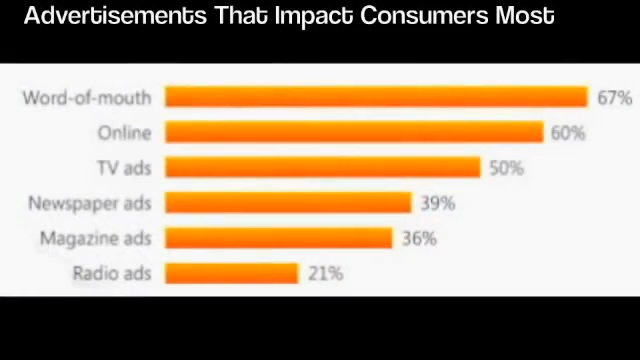 Advertisements That Impact Consumers Most
Word-of-mouth 67%
Online 60%
TV ads 50%
Newspaper ads 39%
Magazine ads 36%
Radio ads 21%